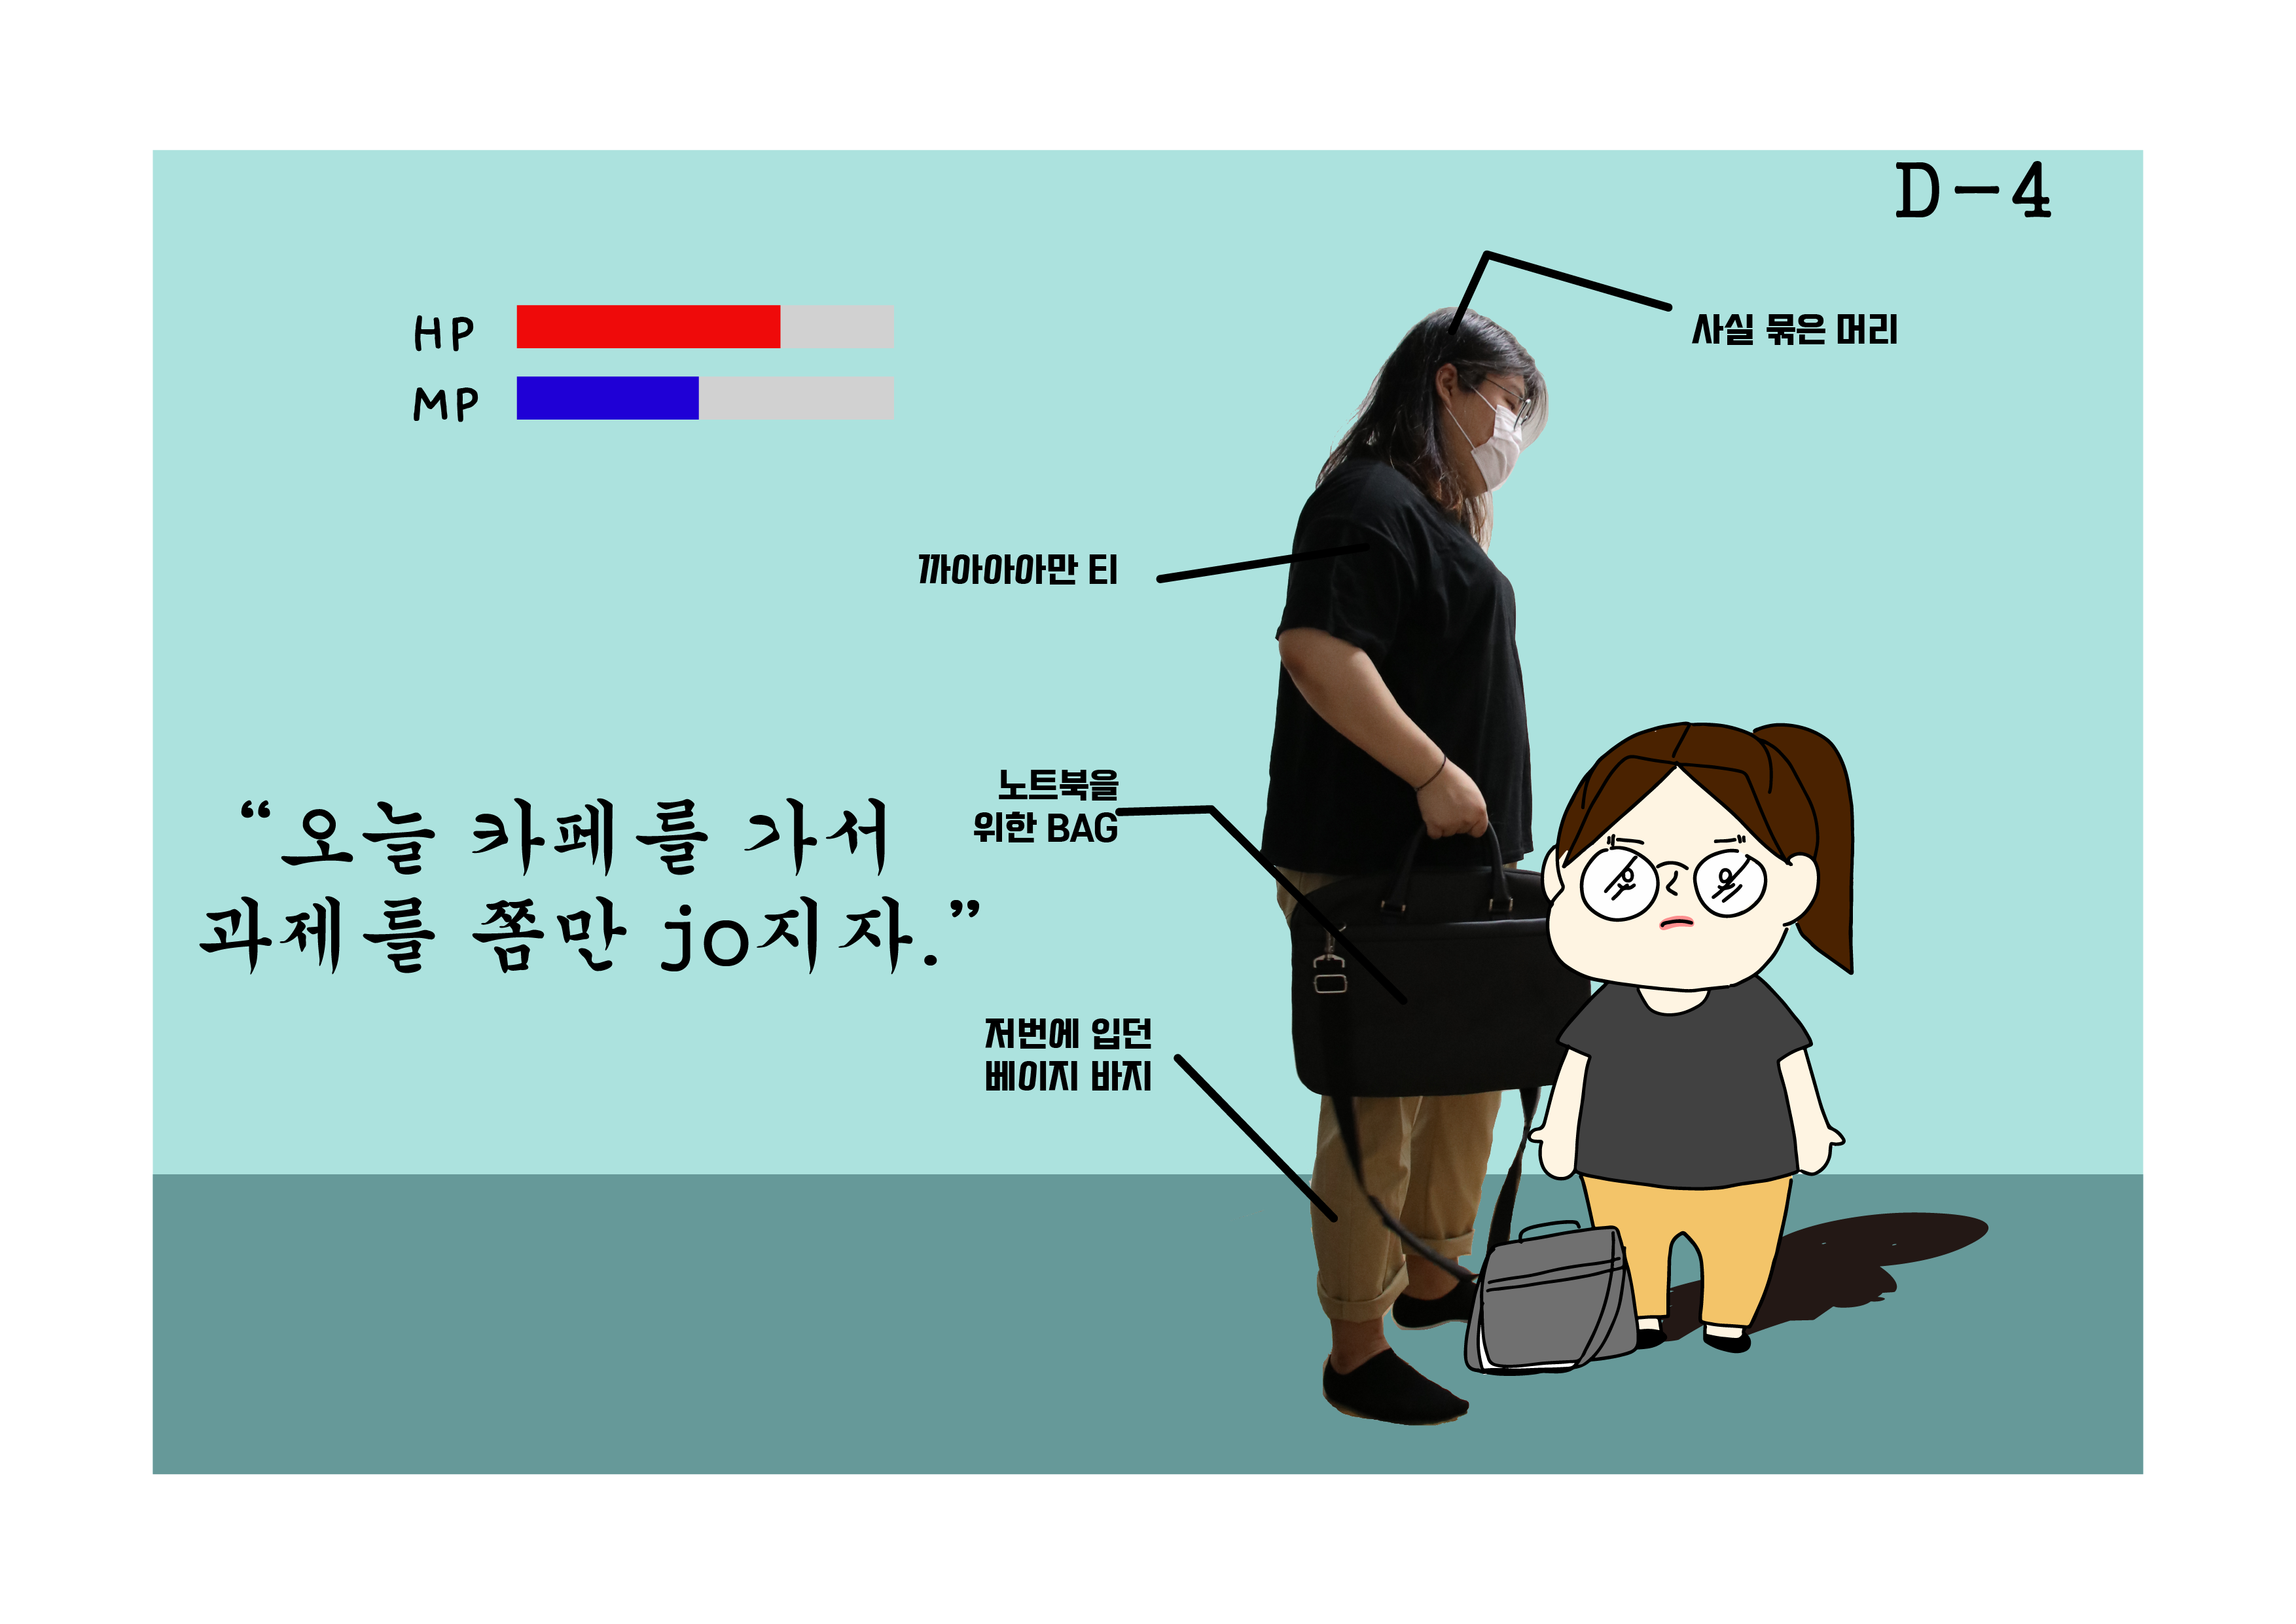 D-4
HP
MP
사실 묶은 머리
까아아아만 티
노트북을
위한 BAG
“오늘 카페를 가서
과제를 쫌만 jo지자.”
저번에 입던
베이지 바지